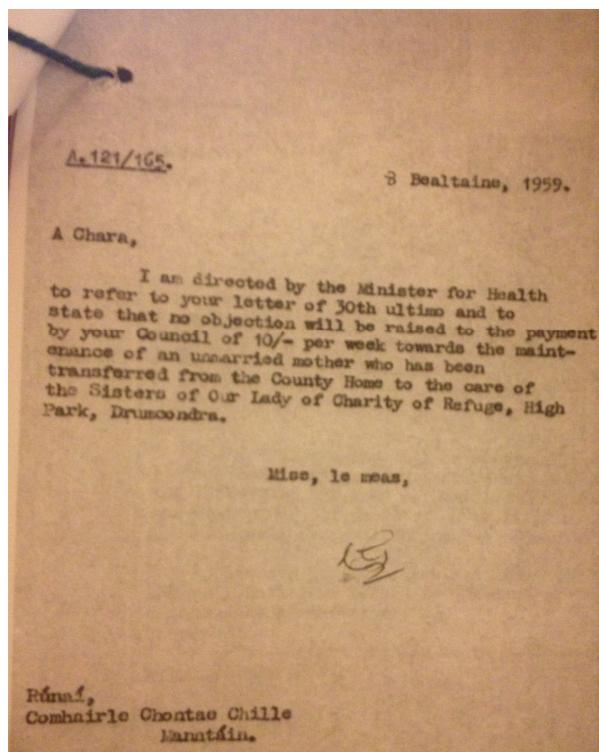 A.121/165.
8 Bealtaine, 1959.
A Chara,
I am directed by the Minister for Health
to refer to your letter of 30th ultimo and to
state that no objection will be raised to the payment
by your Council of 10/- per week towards the maint-
enance of an unmarried mother who has been
transferred from the County Home to the care of
the Sisters of Our Lady of Charity of Refuge, High
Park, Drumcondra.
Mise, le meas,
Rúnaí,
Comhairle Chontae Chille
Manntáin.